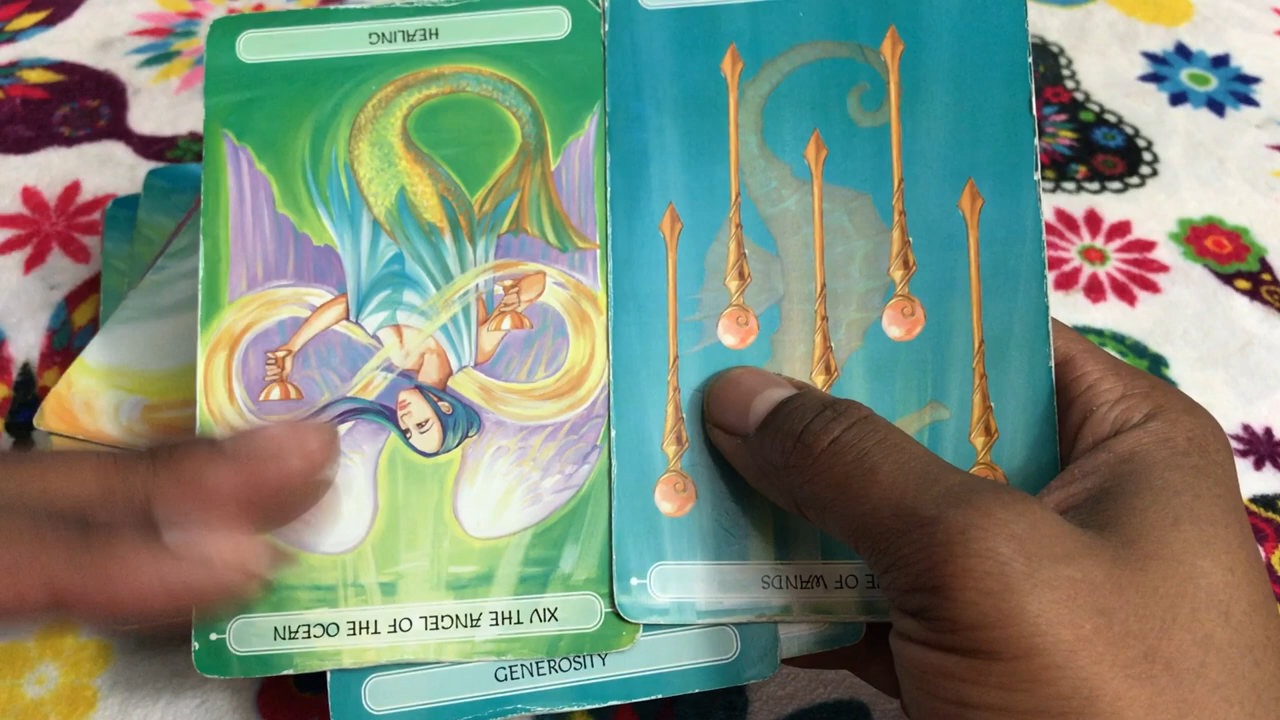 HEALING
XIV THE ANGEL OF THE OCEAN
E OF WANDS
GENEROSITY